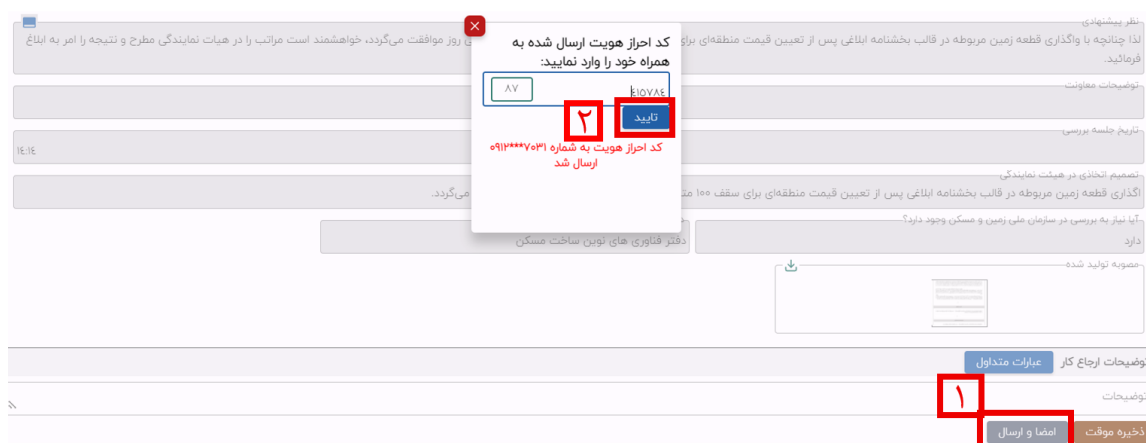 نظر پیشنهادی
لذا چنانچه با واگذاری قطعه زمین مربوطه در قالب بخشنامه ابلاغی پس از تعیین قیمت منطقه‌ای برای
روز موافقت می‌گردد، خواهشمند است مراتب را در هیات نمایندگی مطرح و نتیجه را امر به ابلاغ
فرمائید.
کد احراز هویت ارسال شده به
همراه خود را وارد نمایید:
۴۱۵۷۸۴
۸۷
تایید
۲
کد احراز هویت به شماره ۰۹۱۲***۷۰۳۱
ارسال شد
توضیحات معاونت
تاریخ جلسه بررسی
۱۴:۱۴
تصمیم اتخاذی در هیئت نمایندگی
اگذاری قطعه زمین مربوطه در قالب بخشنامه ابلاغی پس از تعیین قیمت منطقه‌ای برای سقف ۱۰۰
می‌گردد.
آیا نیاز به بررسی در سازمان ملی زمین و مسکن وجود دارد؟
دارد
دفتر فناوری های نوین ساخت مسکن
مصوبه تولید شده
توضیحات ارجاع کار
عبارات متداول
توضیحات
۱
ذخیره موقت
امضا و ارسال